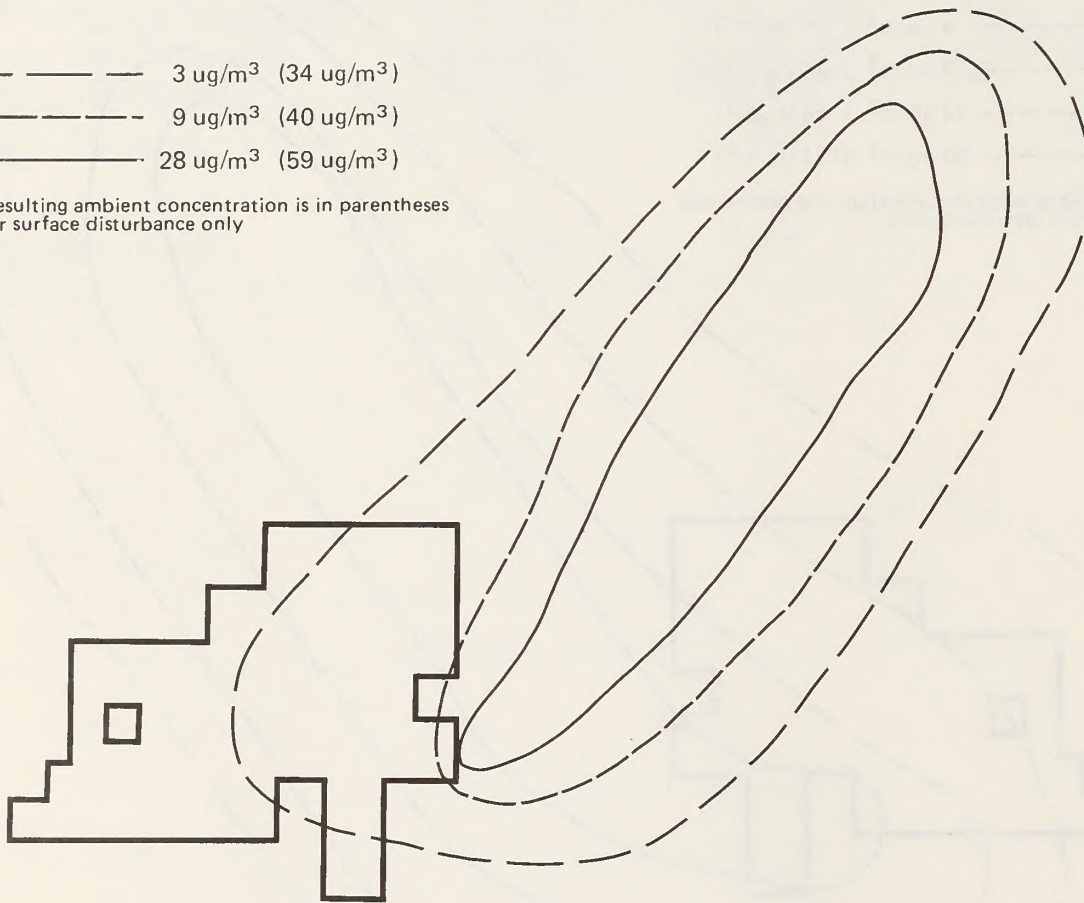 3 ug/m³ (34 ug/m³)
9 ug/m³ (40 ug/m³)
28 ug/m³ (59 ug/m³)
esulting ambient concentration is in parentheses
r surface disturbance only